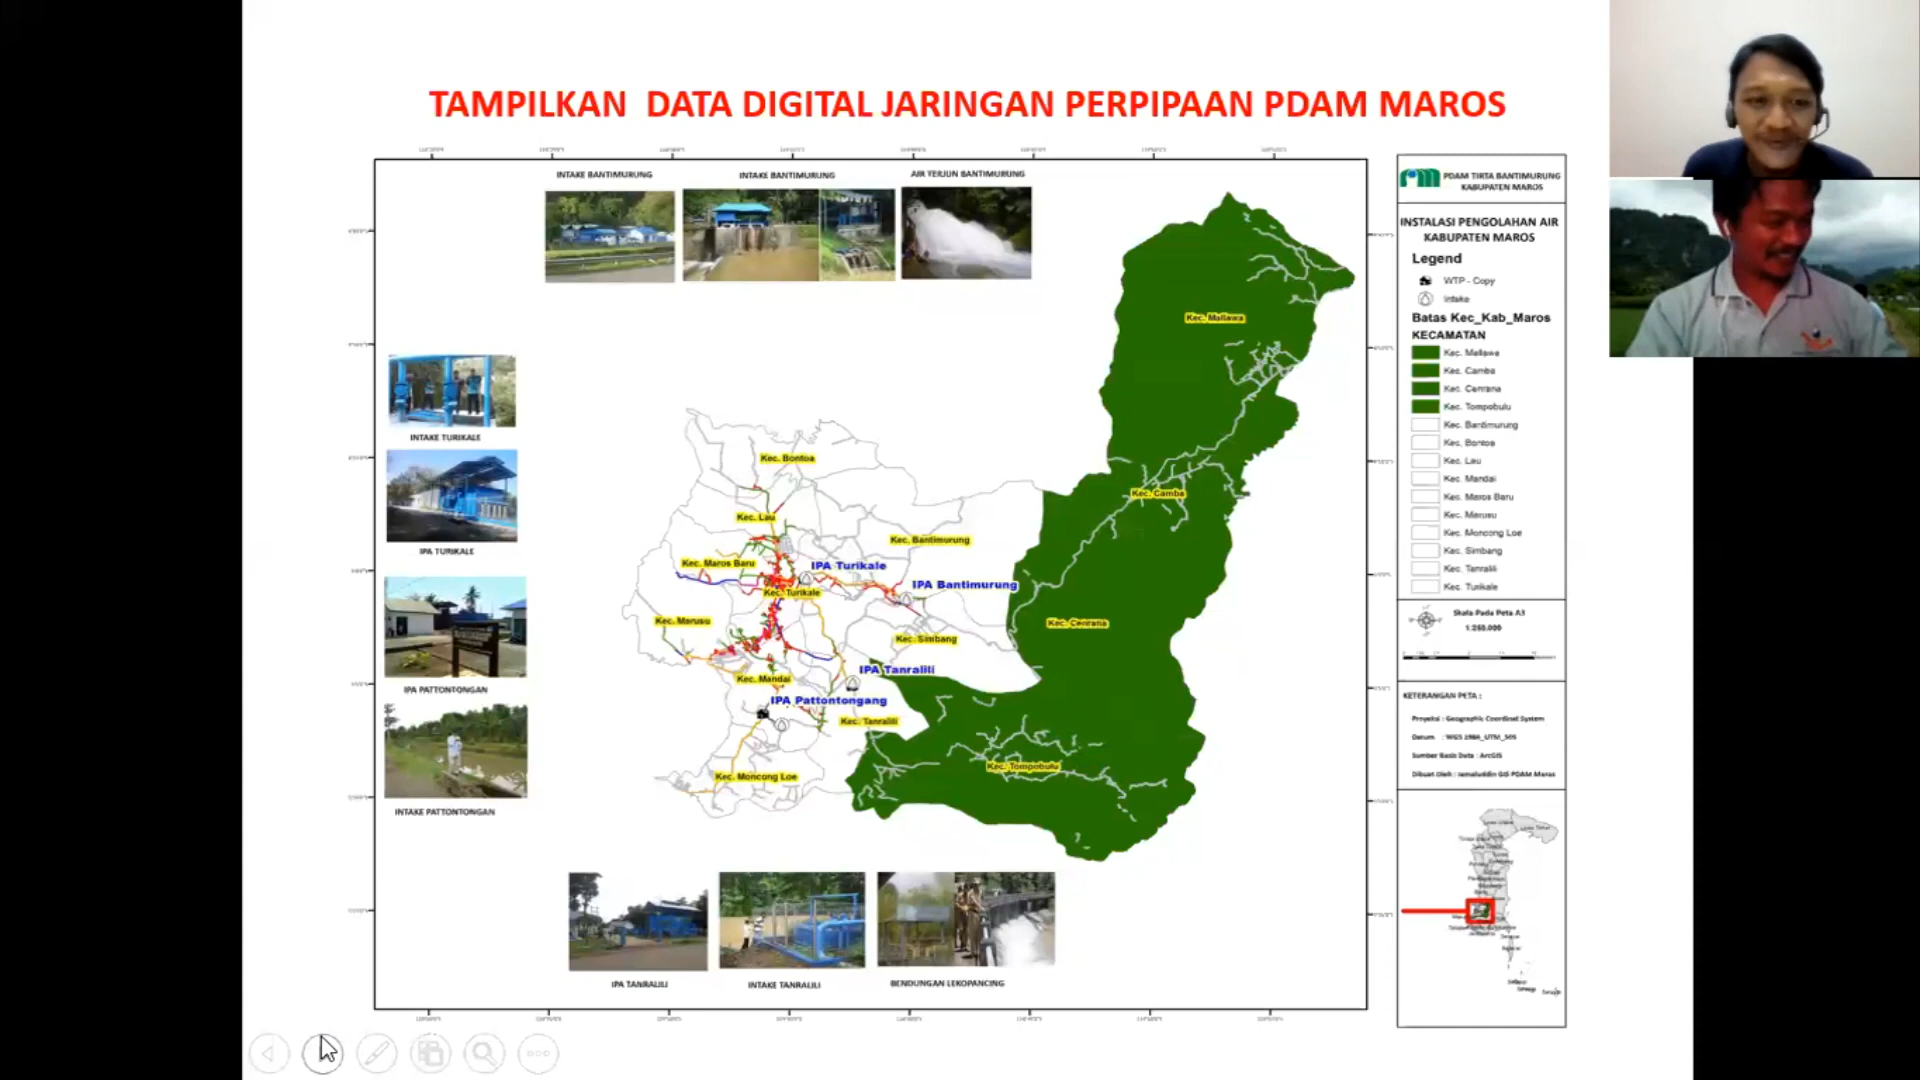 TAMPILKAN DATA DIGITAL JARINGAN PERPIPAAN PDAM MAROS
INTAKE BANTIMURUNG
INTAKE BANTIMURUNG
AIR TERJUN BANTIMURUNG
INTAKE TURIKALE
IPA TURIKALE
IPA PATTONTONGAN
INTAKE PATTONTONGAN
Kec. Mallawa
Kec. Bontoa
Kec. Camba
Kec. Lau
Kec. Bantimurung
Kec. Maros Baru
IPA Turikale
IPA Bantimurung
Kec. Turikale
Kec. Marusu
Kec. Cenrana
Kec. Simbang
IPA Tanralili
Kec. Mandai
IPA Pattontongang
Kec. Tanralili
Kec. Tompobulu
Kec. Moncong Loe
IPA TANRALILI
INTAKE TANRALILI
BENDUNGAN LEKOPANCING
PDAM TIRTA BANTIMURUNG
KABUPATEN MAROS
INSTALASI PENGOLAHAN AIR
KABUPATEN MAROS
Legend
WTP - Copy
Intake
Batas Kec_Kab_Maros
KECAMATAN
Kec. Mallawa
Kec. Camba
Kec. Cenrana
Kec. Tompobulu
Kec. Bantimurung
Kec. Bontoa
Kec. Lau
Kec. Mandai
Kec. Maros Baru
Kec. Marusu
Kec. Moncong Loe
Kec. Simbang
Kec. Tanralili
Kec. Turikale
Skala Pada Peta A3
1:250.000
KETERANGAN PETA :
Proyeksi : Geographic Coordinat System
Datum : WGS 1984_UTM_50S
Sumber Basis Data : ArcGIS
Dibuat Oleh : Jamaluddin GIS PDAM Maros